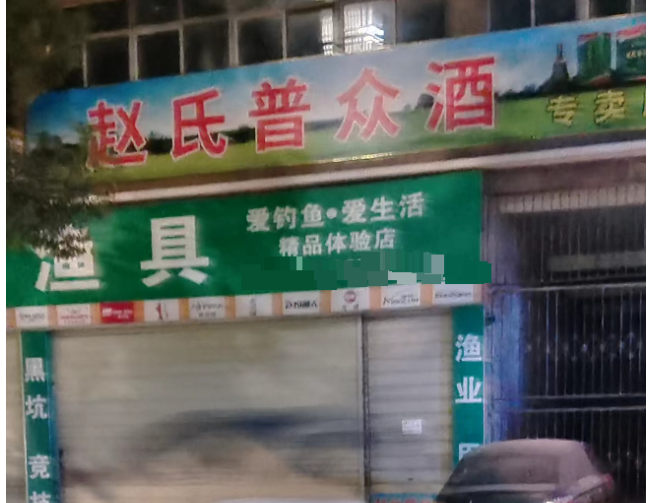 赵氏普众酒
专卖
渔具
爱钓鱼·爱生活
精品体验店
黑坑 竞技
渔业